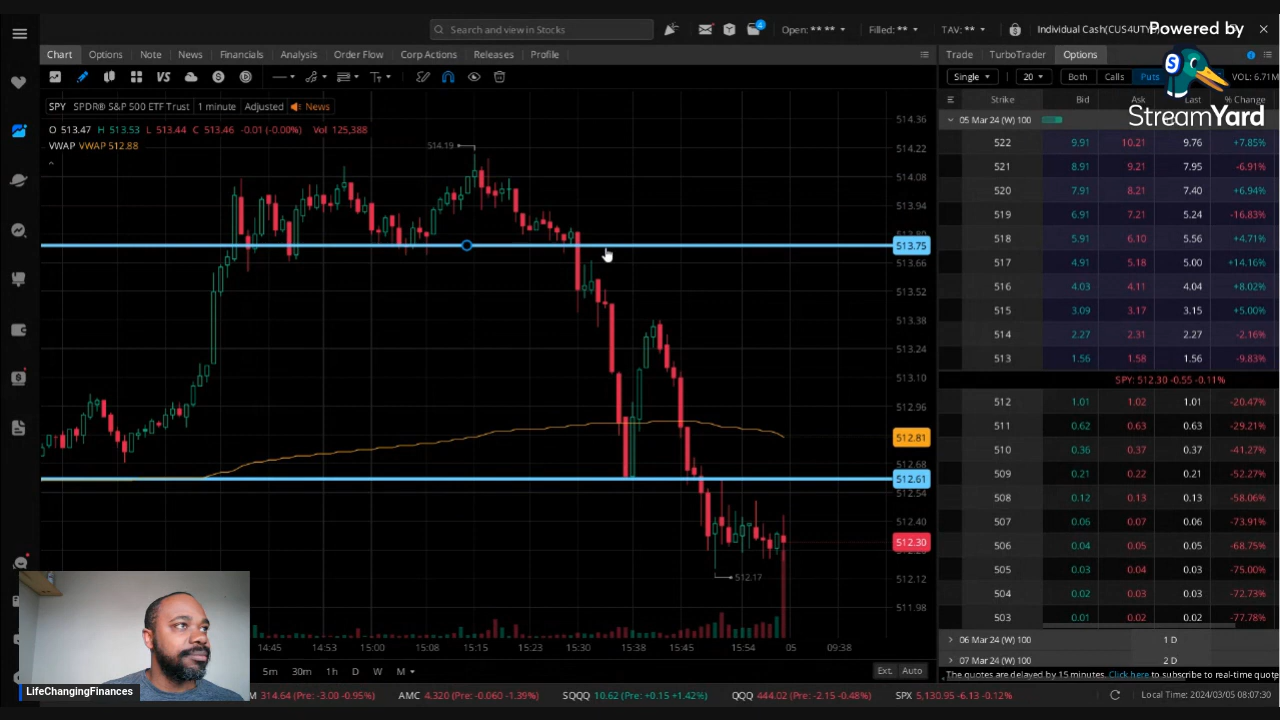 Search and view in Stocks
4
Open: ** **
Filled: **
TAV: **
Individual Cash(CUS4UTY
Powered by
StreamYard
Chart Options Note News Financials Analysis Order Flow Corp Actions Releases Profile
Trade TurboTrader Options
VS
Single 20 Both Calls Puts VOL: 6.71M
SPY SPDR® S&P 500 ETF Trust 1 minute Adjusted News
O 513.47 H 513.53 L 513.44 C 513.46 -0.01 (-0.00%) Vol 125,388
VWAP VWAP 512.88
514.19
512.17
514.36
514.22
514.08
513.94
513.75
513.66
513.52
513.38
513.24
513.10
512.96
512.81
512.68
512.61
512.54
512.40
512.30
512.12
511.98
14:45 14:53 15:00 15:08 15:15 15:23 15:30 15:38 15:45 15:54 05 09:38
5m 30m 1h D W M
Ext. Auto
Strike Bid Ask Last % Change
05 Mar 24 (W) 100
522 9.91 10.21 9.76 +7.85%
521 8.91 9.21 7.95 -6.91%
520 7.91 8.21 7.40 +6.94%
519 6.91 7.21 5.24 -16.83%
518 5.91 6.10 5.56 +4.71%
517 4.91 5.18 5.00 +14.16%
516 4.03 4.11 4.04 +8.02%
515 3.09 3.17 3.15 +5.00%
514 2.27 2.31 2.27 -2.16%
513 1.56 1.58 1.56 -9.83%
SPY: 512.30 -0.55 -0.11%
512 1.01 1.02 1.01 -20.47%
511 0.62 0.63 0.63 -29.21%
510 0.36 0.37 0.37 -41.27%
509 0.21 0.22 0.21 -52.27%
508 0.12 0.13 0.13 -58.06%
507 0.06 0.07 0.06 -73.91%
506 0.04 0.05 0.05 -68.75%
505 0.03 0.04 0.03 -75.00%
504 0.02 0.03 0.03 -72.73%
503 0.01 0.02 0.02 -77.78%
06 Mar 24 (W) 100 1 D
07 Mar 24 (W) 100 2 D
The quotes are delayed by 15 minutes. Click here to subscribe to real-time quote
LifeChangingFinances
M 314.64 (Pre: -3.00 -0.95%) AMC 4.320 (Pre: -0.060 -1.39%) SQQQ 10.62 (Pre: +0.15 +1.42%) QQQ 444.02 (Pre: -2.15 -0.48%) SPX 5,130.95 -6.13 -0.12%
Local Time: 2024/03/05 08:07:30